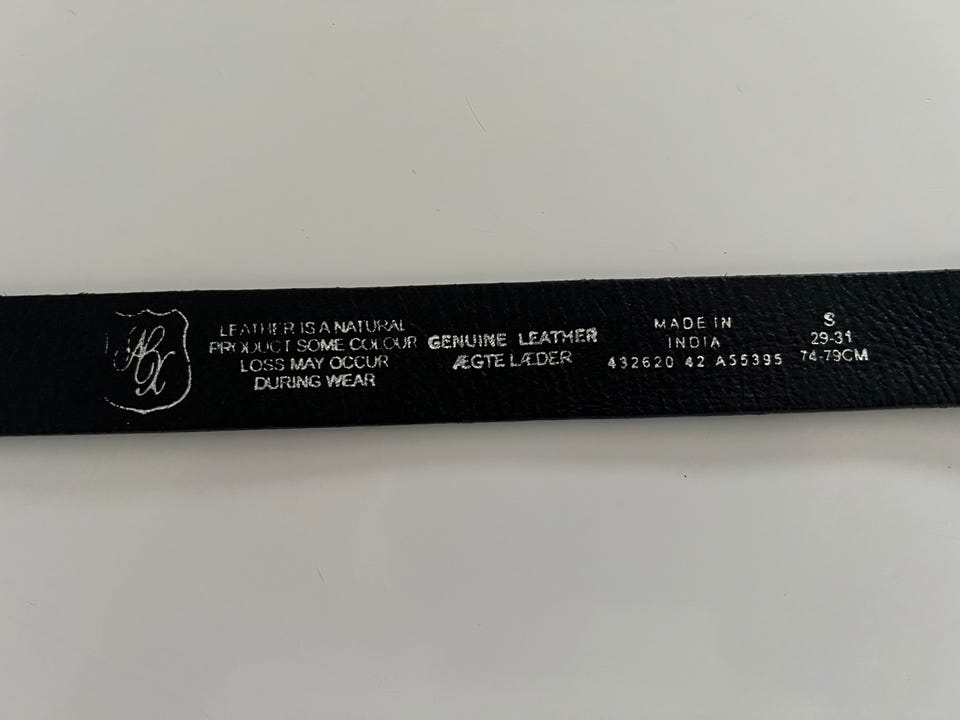 LEATHER IS A NATURAL
PRODUCT SOME COLOUR
LOSS MAY OCCUR
DURING WEAR
GENUINE LEATHER
ÆGTE LÆDER
MADE IN
INDIA
432620 42 A55395
S
29-31
74-79CM